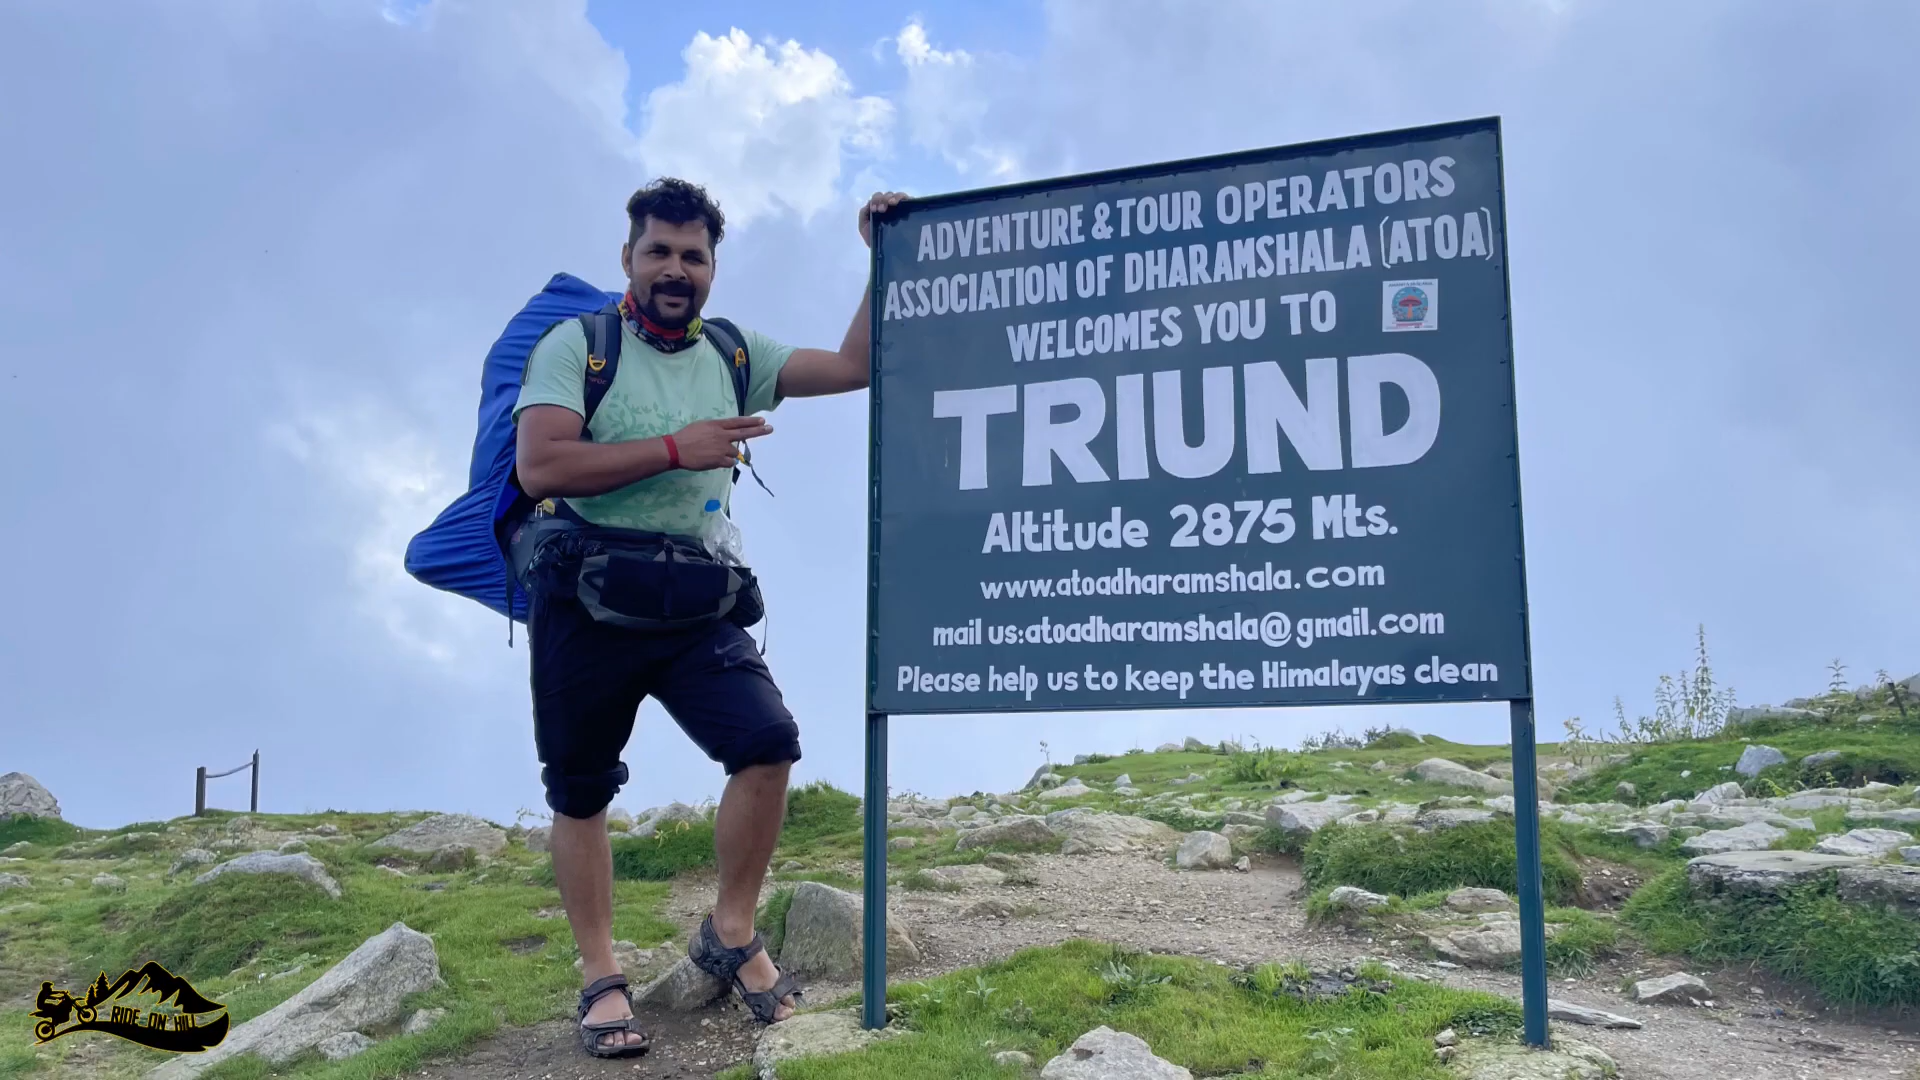 ADVENTURE & TOUR OPERATORS
ASSOCIATION OF DHARAMSHALA (ATOA)
WELCOMES YOU TO
TRIUND
Altitude 2875 Mts.
www.atoadharamshala.com
mail us:atoadharamshala@gmail.com
Please help us to keep the Himalayas clean
RIDE ON HILL